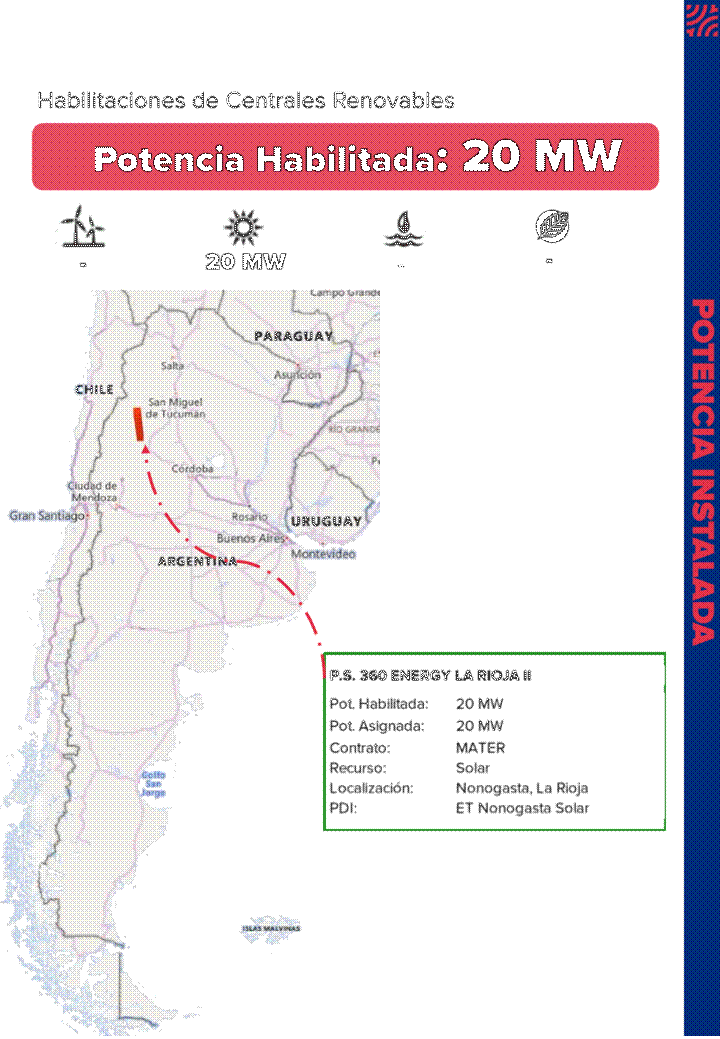 Habilitaciones de Centrales Renovables
Potencia Habilitada: 20 MW
-
20 MW
-
-
POTENCIA INSTALADA
Campo Grande
PARAGUAY
Salta
Asunción
CHILE
San Miguel
de Tucumán
RIO GRANDE
Córdoba
Ciudad de
Mendoza
Gran Santiago
Rosario
URUGUAY
Buenos Aires
Montevideo
ARGENTINA
P.S. 360 ENERGY LA RIOJA II
Pot. Habilitada: 20 MW
Pot. Asignada: 20 MW
Contrato: MATER
Recurso: Solar
Localización: Nonogasta, La Rioja
PDI: ET Nonogasta Solar
Golfo
San
Jorge
ISLAS MALVINAS